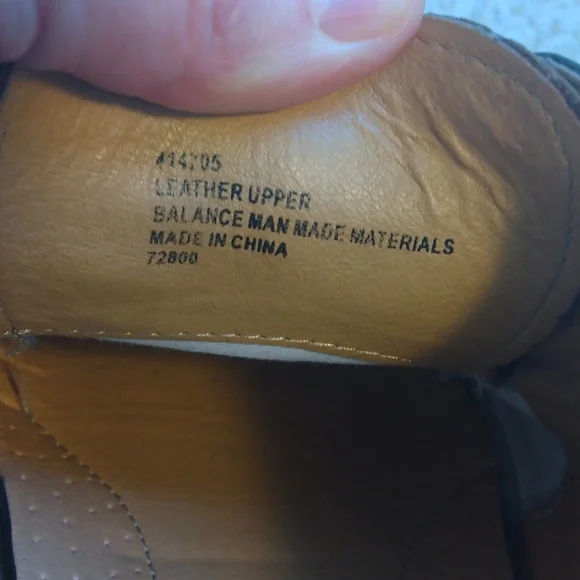 414705
LEATHER UPPER
BALANCE MAN MADE MATERIALS
MADE IN CHINA
72800